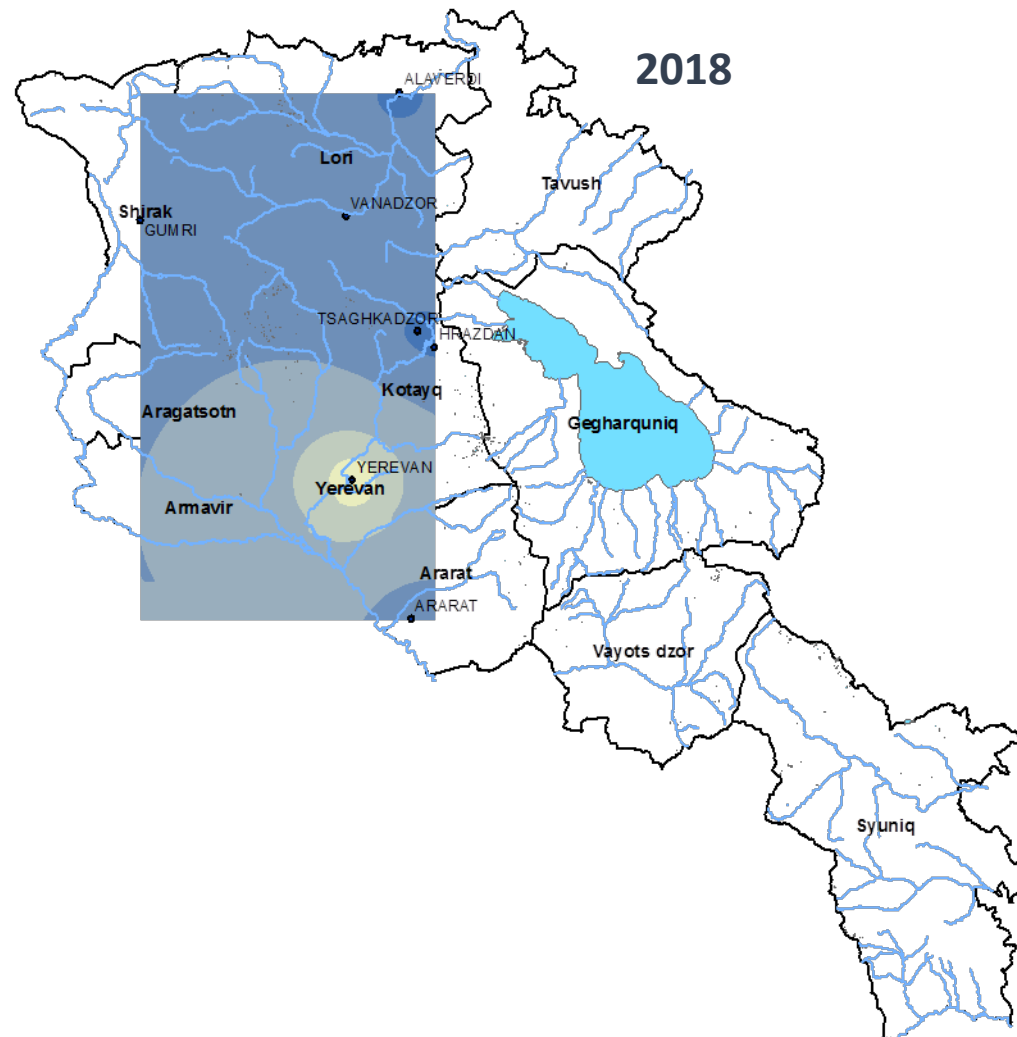 2018
ALAVERDI
Lori
Tavush
VANADZOR
Shirak
GUMRI
TSAGHKADZOR
HRAZDAN
Kotayq
Aragatsotn
Gegharquniq
YEREVAN
Yerevan
Armavir
Ararat
ARARAT
Vayots dzor
Syuniq